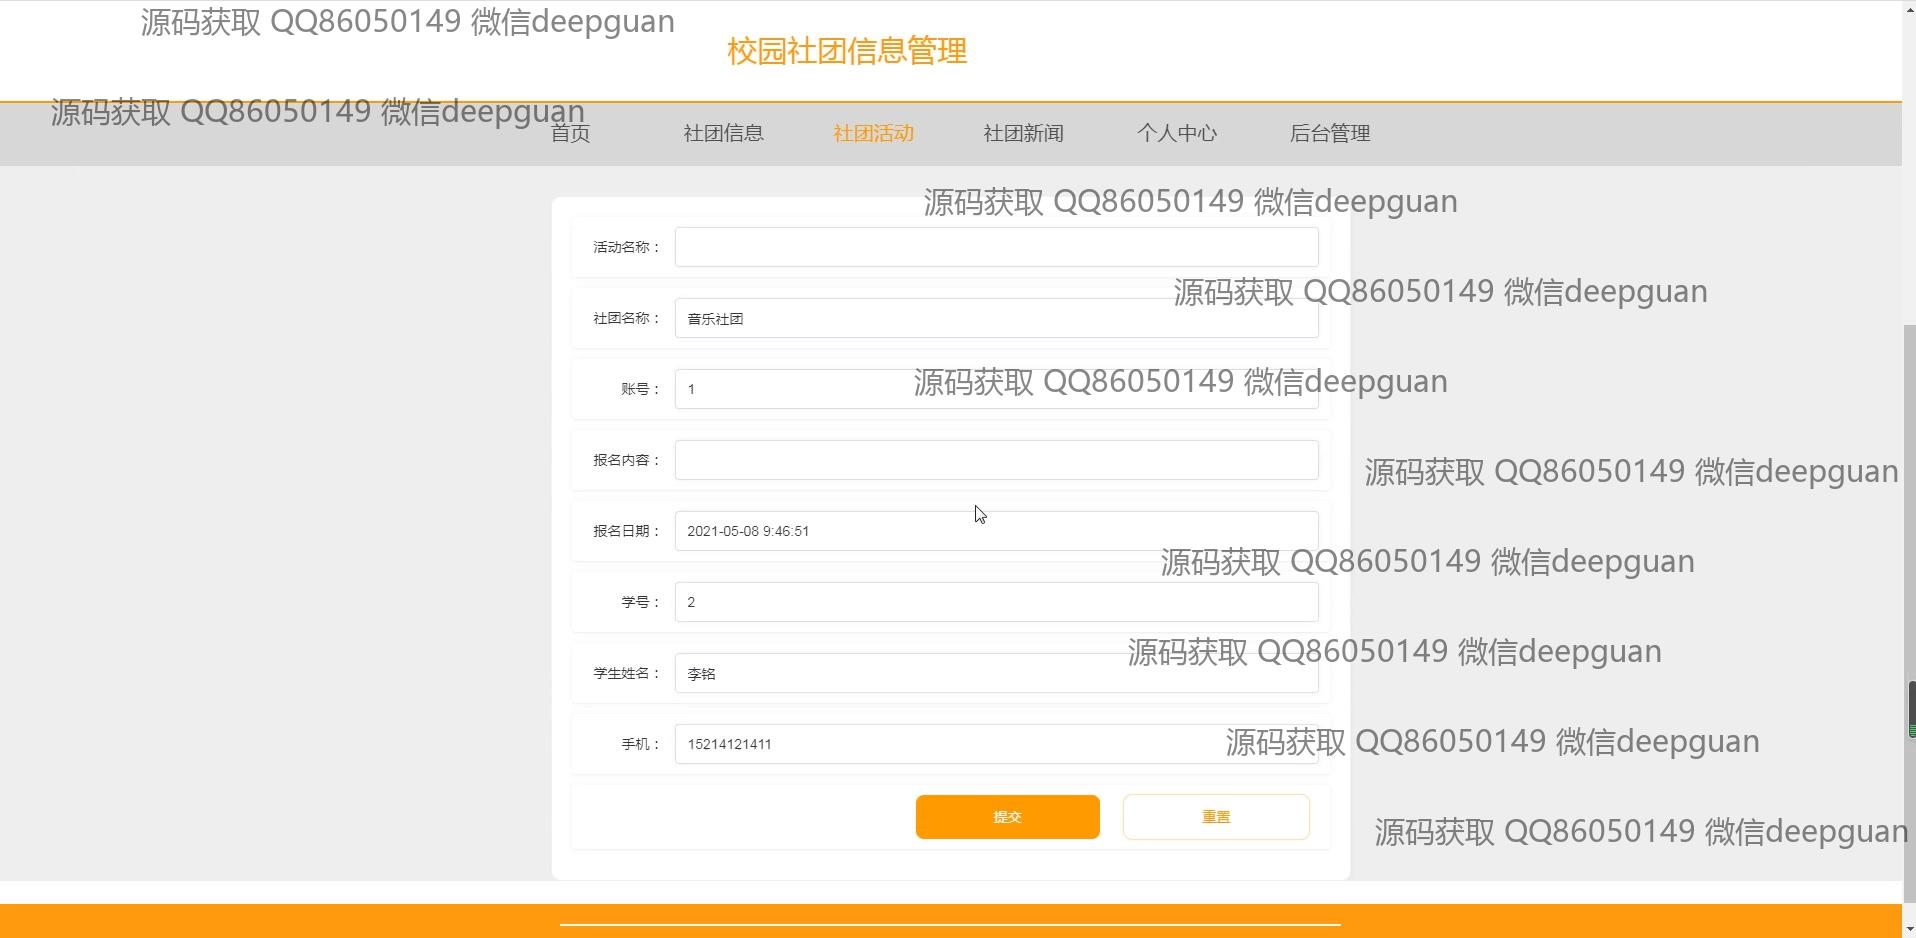 源码获取 QQ86050149 微信deepguan
校园社团信息管理
源码获取 QQ86050149 微信deepguan
首页 社团信息 社团活动 社团新闻 个人中心 后台管理
源码获取 QQ86050149 微信deepguan
活动名称：
源码获取 QQ86050149 微信deepguan
社团名称： 音乐社团
源码获取 QQ86050149 微信deepguan
账号： 1
报名内容：
源码获取 QQ86050149 微信deepguan
报名日期： 2021-05-08 9:46:51
源码获取 QQ86050149 微信deepguan
学号： 2
源码获取 QQ86050149 微信deepguan
学生姓名： 李铭
手机： 15214121411
源码获取 QQ86050149 微信deepguan
提交 重置
源码获取 QQ86050149 微信deepguan